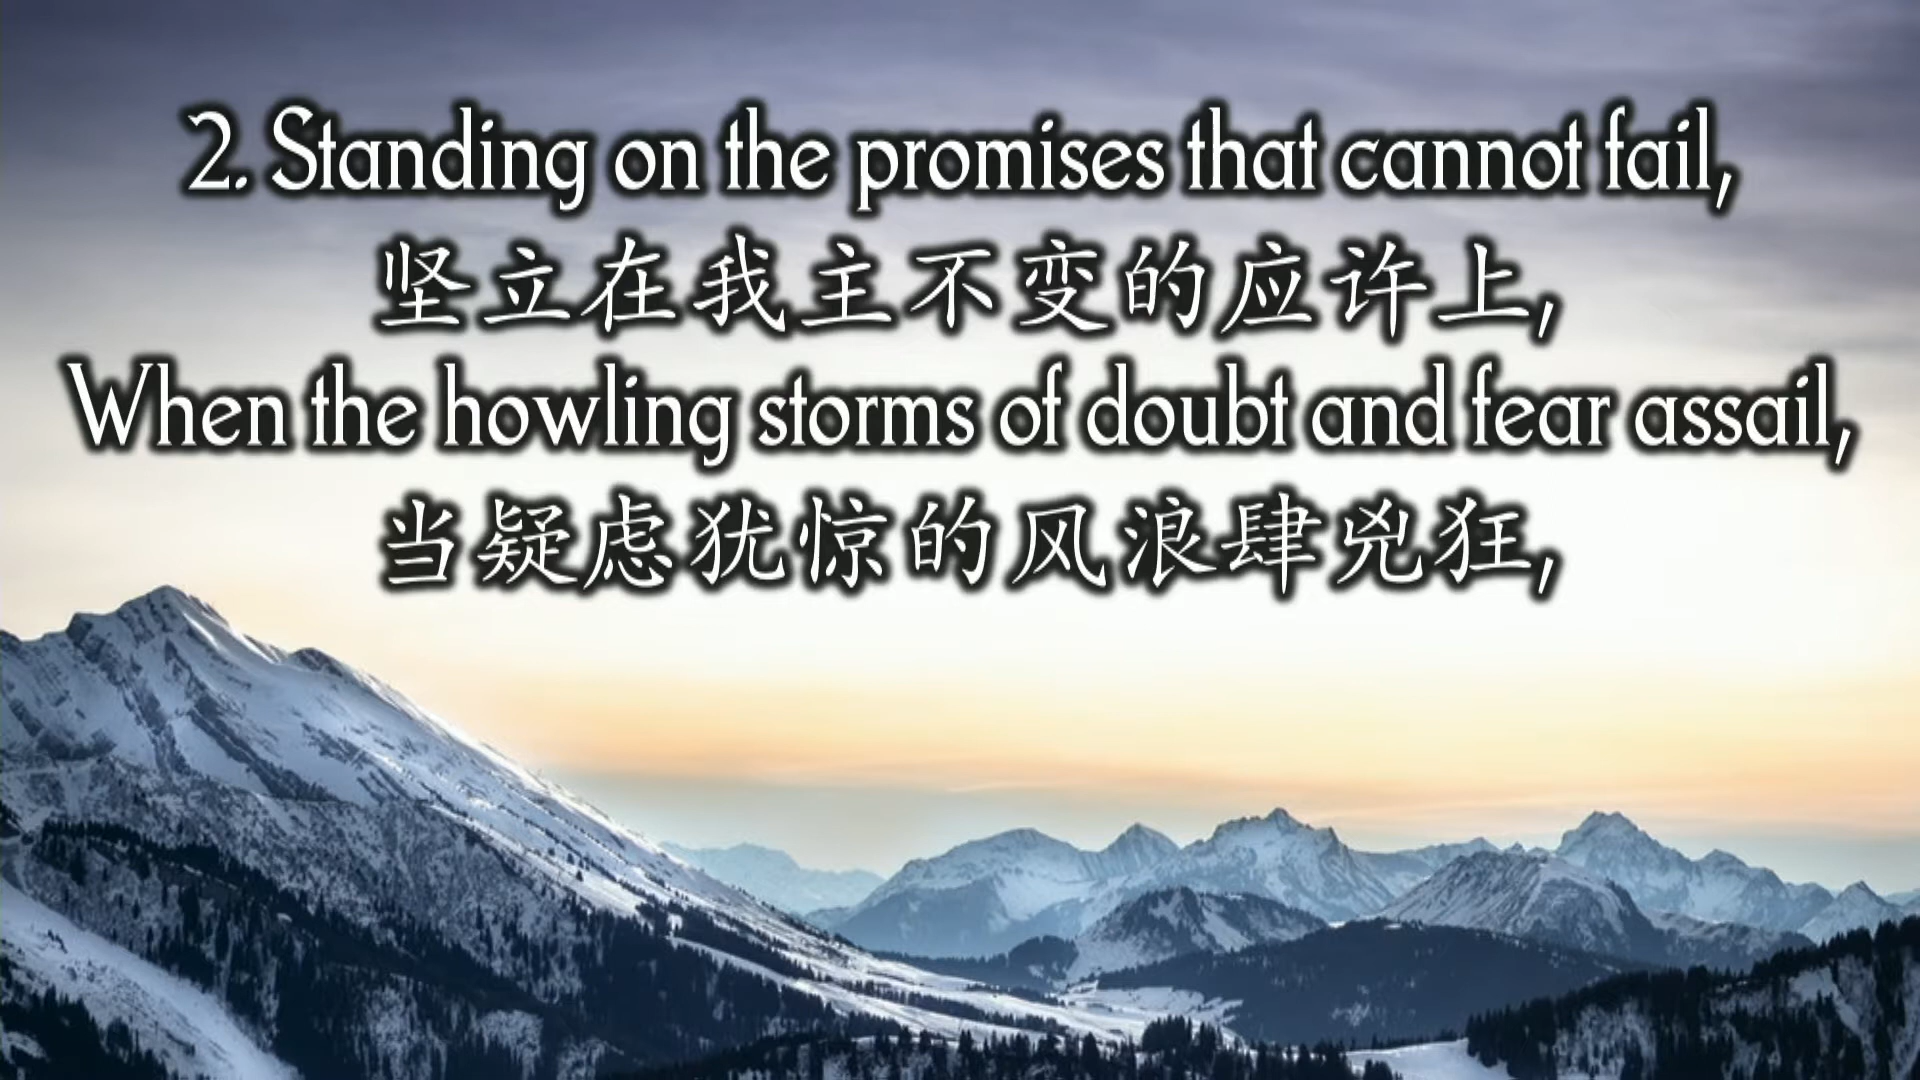 2. Standing on the promises that cannot fail,
坚立在我主不变的应许上,
When the howling storms of doubt and fear assail,
当疑虑犹惊的风浪肆兇狂,